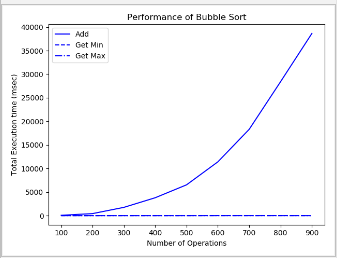 Performance of Bubble Sort
Add
Get Min
Get Max
Total Execution time (msec)
40000
35000
30000
25000
20000
15000
10000
5000
0
100 200 300 400 500 600 700 800 900
Number of Operations